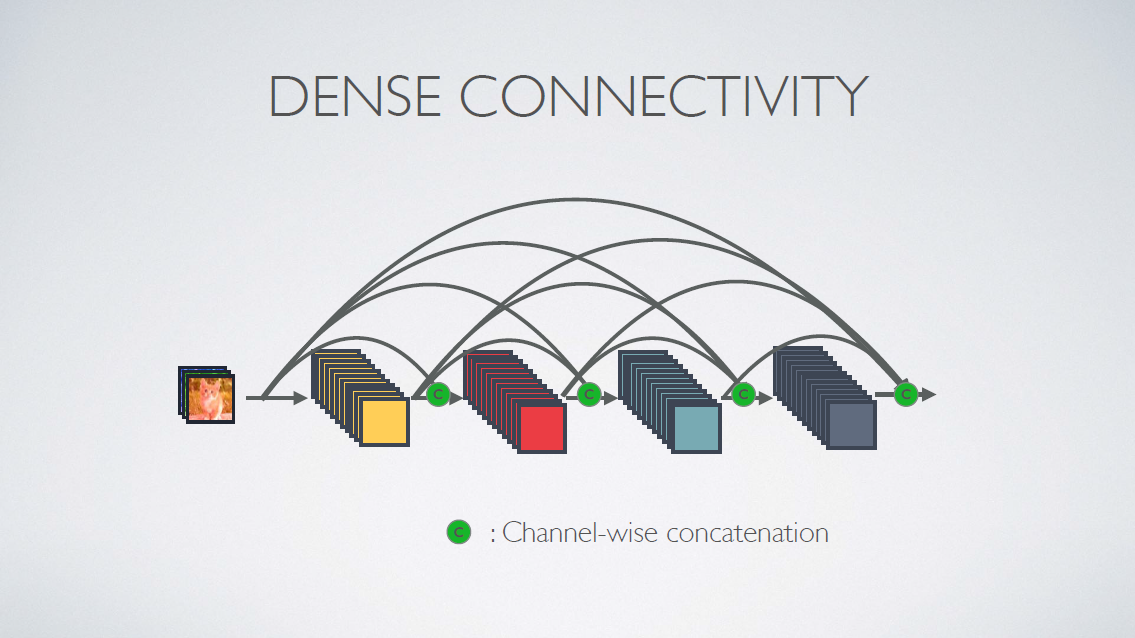 DENSE CONNECTIVITY
C C C C
C : Channel-wise concatenation